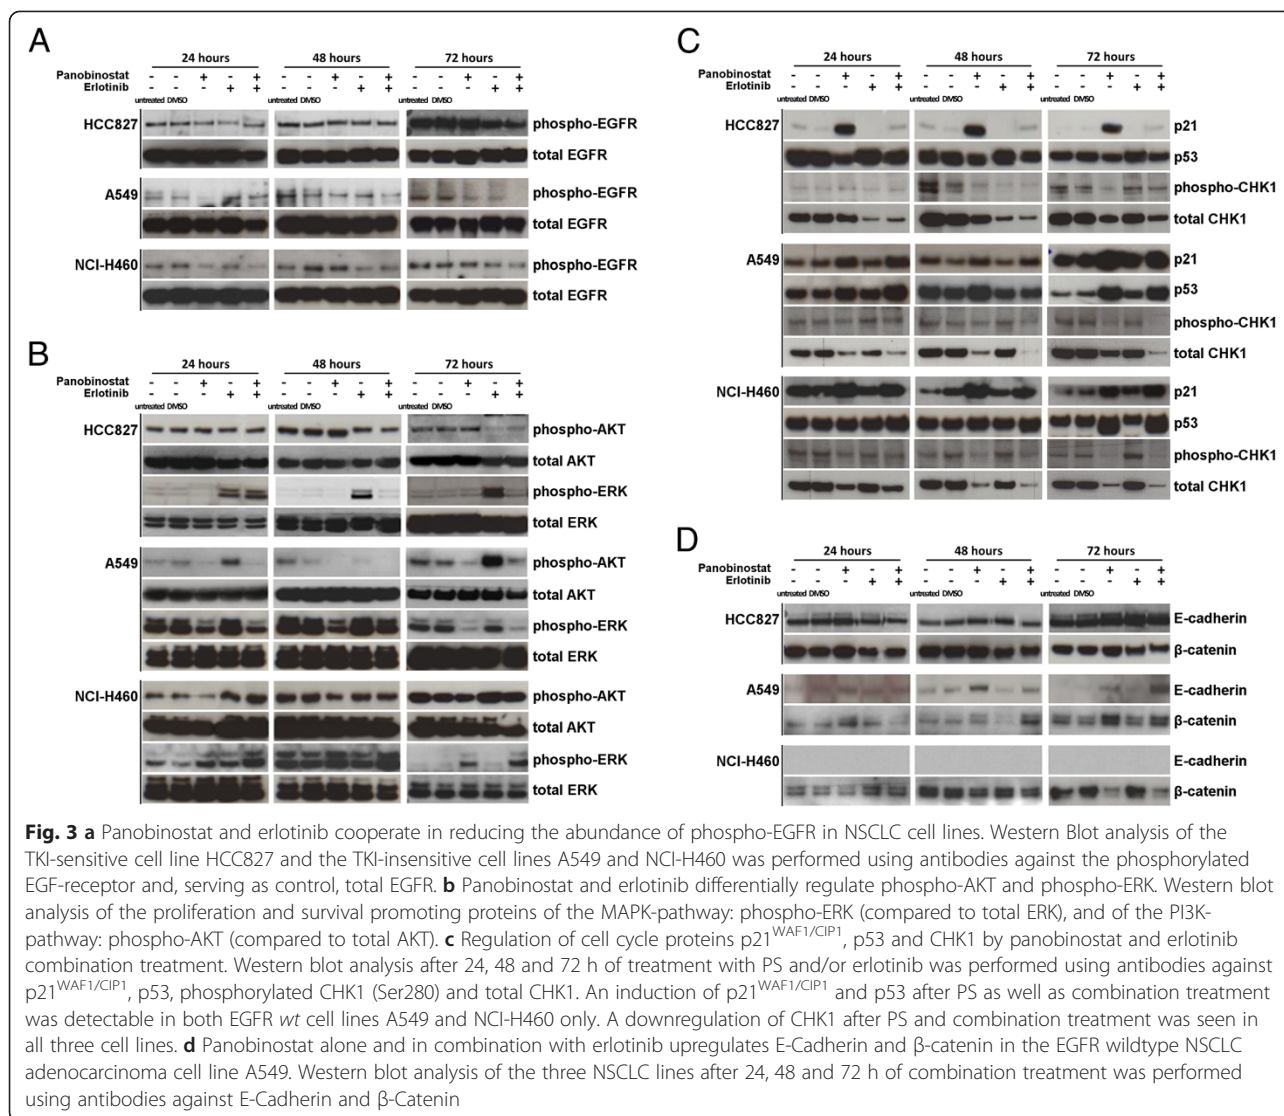 A
24 hours 48 hours 72 hours
Panobinostat - - + - + - - + - + - - + - +
Erlotinib - - - + + - - - + + - - - + +
untreated DMSO untreated DMSO untreated DMSO
HCC827 phospho-EGFR
total EGFR
A549 phospho-EGFR
total EGFR
NCI-H460 phospho-EGFR
total EGFR
B
24 hours 48 hours 72 hours
Panobinostat - - + - + - - + - + - - + - +
Erlotinib - - - + + - - - + + - - - + +
untreated DMSO untreated DMSO untreated DMSO
HCC827 phospho-AKT
total AKT
phospho-ERK
total ERK
A549 phospho-AKT
total AKT
phospho-ERK
total ERK
NCI-H460 phospho-AKT
total AKT
phospho-ERK
total ERK
C
24 hours 48 hours 72 hours
Panobinostat - - + - + - - + - + - - + - +
Erlotinib - - - + + - - - + + - - - + +
untreated DMSO untreated DMSO untreated DMSO
HCC827 p21
p53
phospho-CHK1
total CHK1
A549 p21
p53
phospho-CHK1
total CHK1
NCI-H460 p21
p53
phospho-CHK1
total CHK1
D
24 hours 48 hours 72 hours
Panobinostat - - + - + - - + - + - - + - +
Erlotinib - - - + + - - - + + - - - + +
untreated DMSO untreated DMSO untreated DMSO
HCC827 E-cadherin
β-catenin
A549 E-cadherin
β-catenin
NCI-H460 E-cadherin
β-catenin
Fig. 3 a Panobinostat and erlotinib cooperate in reducing the abundance of phospho-EGFR in NSCLC cell lines. Western Blot analysis of the
TKI-sensitive cell line HCC827 and the TKI-insensitive cell lines A549 and NCI-H460 was performed using antibodies against the phosphorylated
EGF-receptor and, serving as control, total EGFR. b Panobinostat and erlotinib differentially regulate phospho-AKT and phospho-ERK. Western blot
analysis of the proliferation and survival promoting proteins of the MAPK-pathway: phospho-ERK (compared to total ERK), and of the PI3K-
pathway: phospho-AKT (compared to total AKT). c Regulation of cell cycle proteins p21WAF1/CIP1, p53 and CHK1 by panobinostat and erlotinib
combination treatment. Western blot analysis after 24, 48 and 72 h of treatment with PS and/or erlotinib was performed using antibodies against
p21WAF1/CIP1, p53, phosphorylated CHK1 (Ser280) and total CHK1. An induction of p21WAF1/CIP1 and p53 after PS as well as combination treatment
was detectable in both EGFR wt cell lines A549 and NCI-H460 only. A downregulation of CHK1 after PS and combination treatment was seen in
all three cell lines. d Panobinostat alone and in combination with erlotinib upregulates E-Cadherin and β-catenin in the EGFR wildtype NSCLC
adenocarcinoma cell line A549. Western blot analysis of the three NSCLC lines after 24, 48 and 72 h of combination treatment was performed
using antibodies against E-Cadherin and β-Catenin